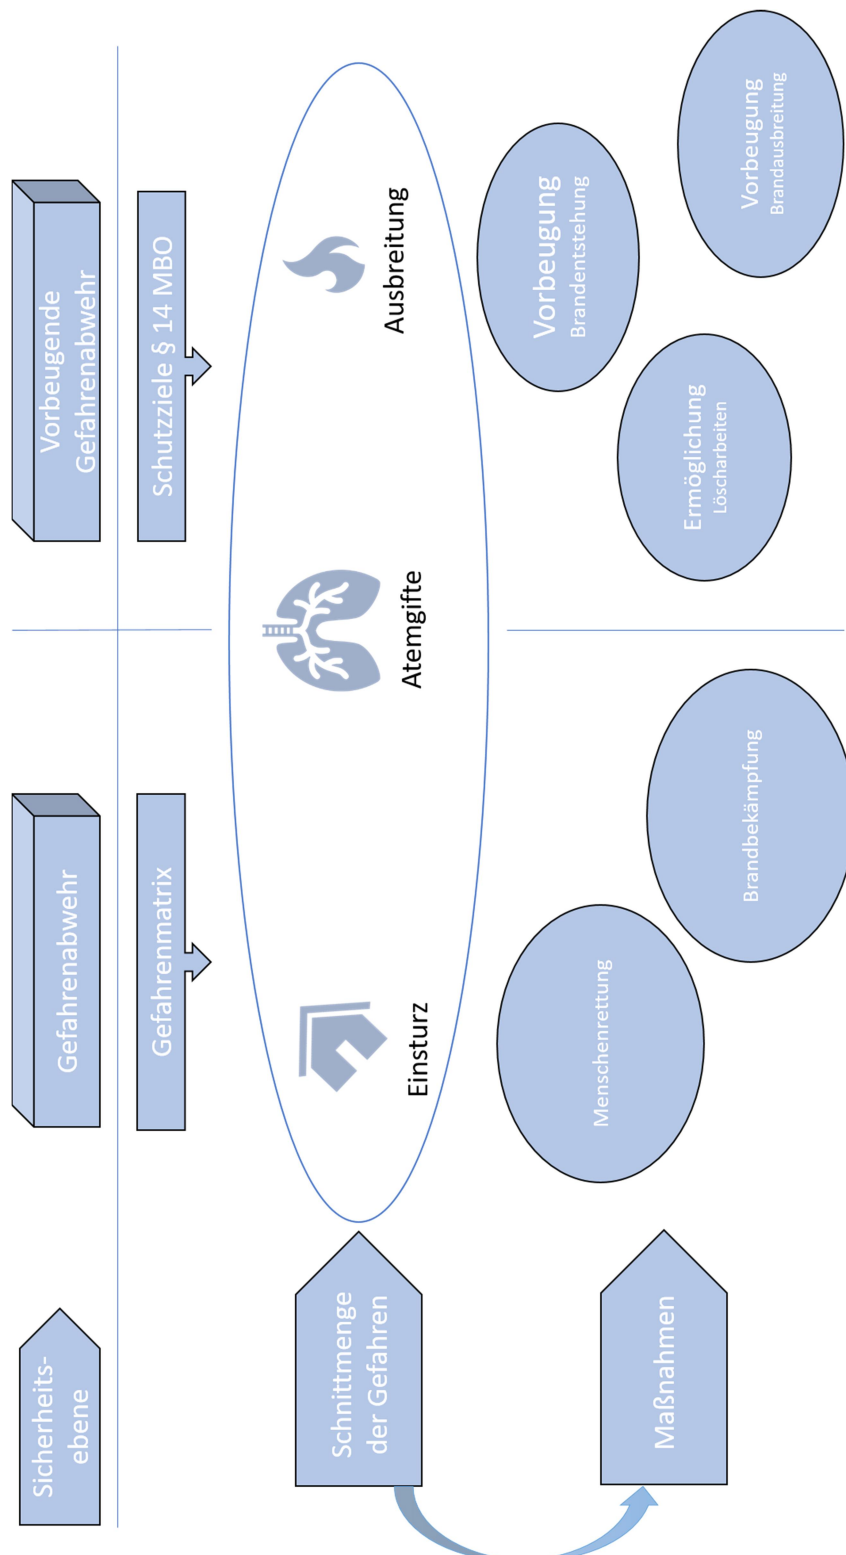 Sicherheits-
ebene
Gefahrenabwehr
Vorbeugende
Gefahrenabwehr
Gefahrenmatrix
Schutzziele § 14 MBO
Schnittmenge
der Gefahren
Einsturz
Atemgifte
Ausbreitung
Maßnahmen
Menschenrettung
Brandbekämpfung
Ermöglichung
Löscharbeiten
Vorbeugung
Brandentstehung
Vorbeugung
Brandausbreitung